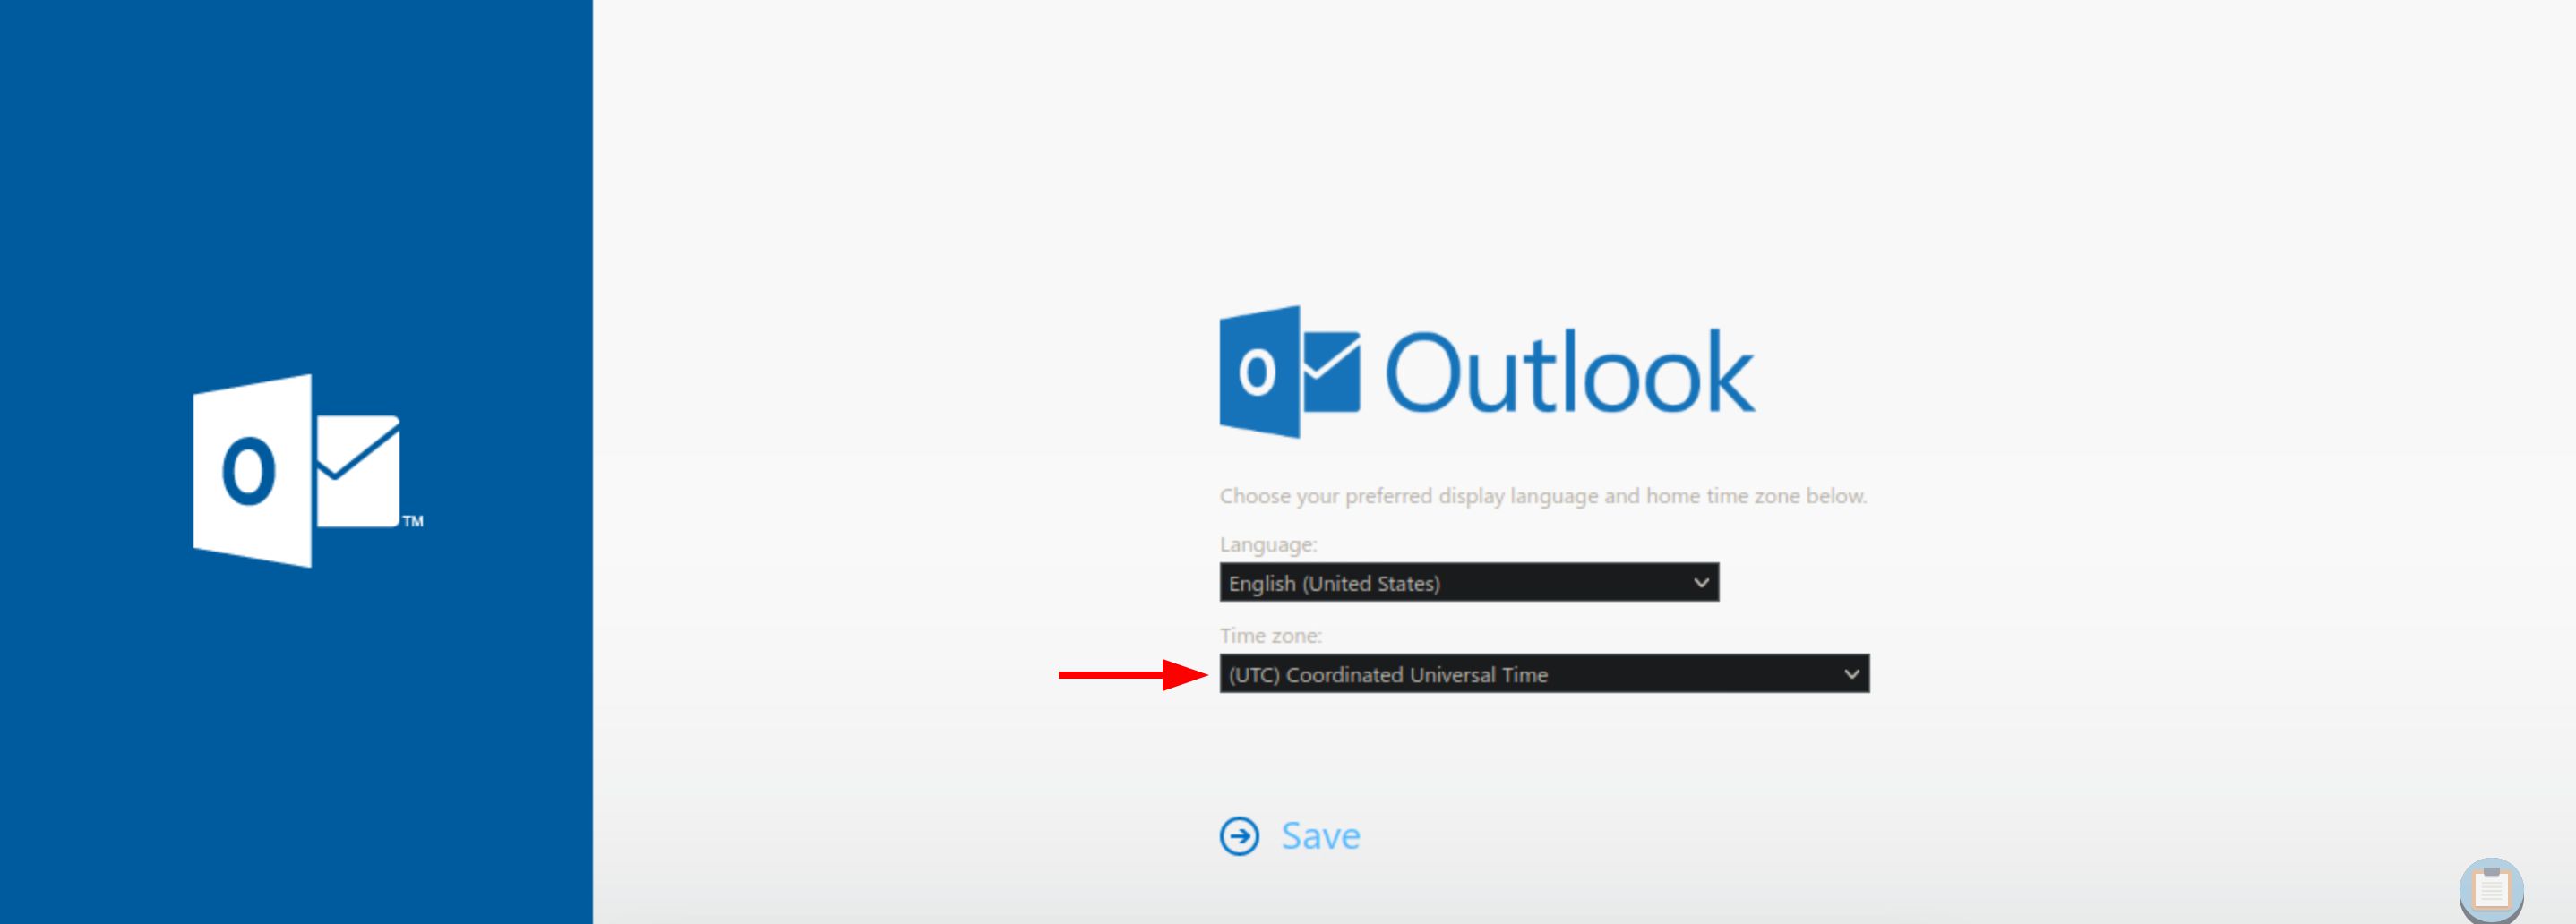 O
TM
O Outlook
Choose your preferred display language and home time zone below.
Language:
English (United States)
Time zone:
(UTC) Coordinated Universal Time
Save